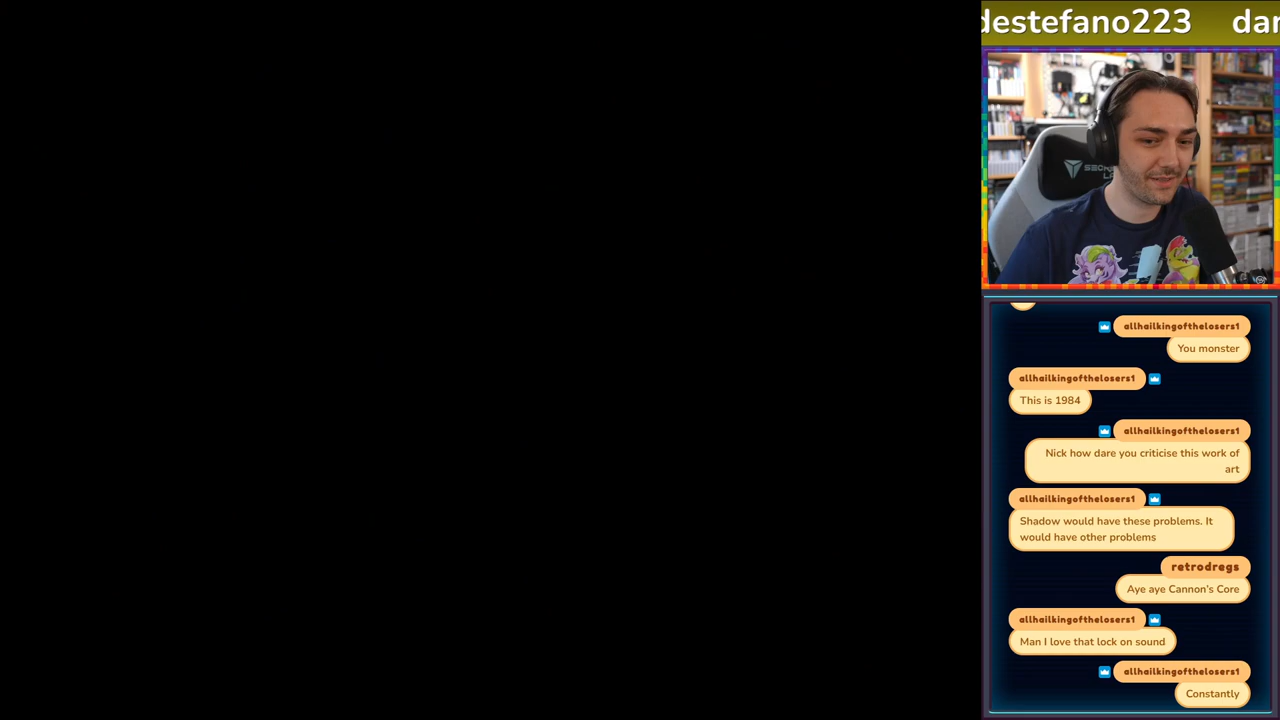 destefano223 dar
SECRE
LA
allhailkingofthelosers1
You monster
allhailkingofthelosers1
This is 1984
allhailkingofthelosers1
Nick how dare you criticise this work of
art
allhailkingofthelosers1
Shadow would have these problems. It
would have other problems
retrodregs
Aye aye Cannon's Core
allhailkingofthelosers1
Man I love that lock on sound
allhailkingofthelosers1
Constantly